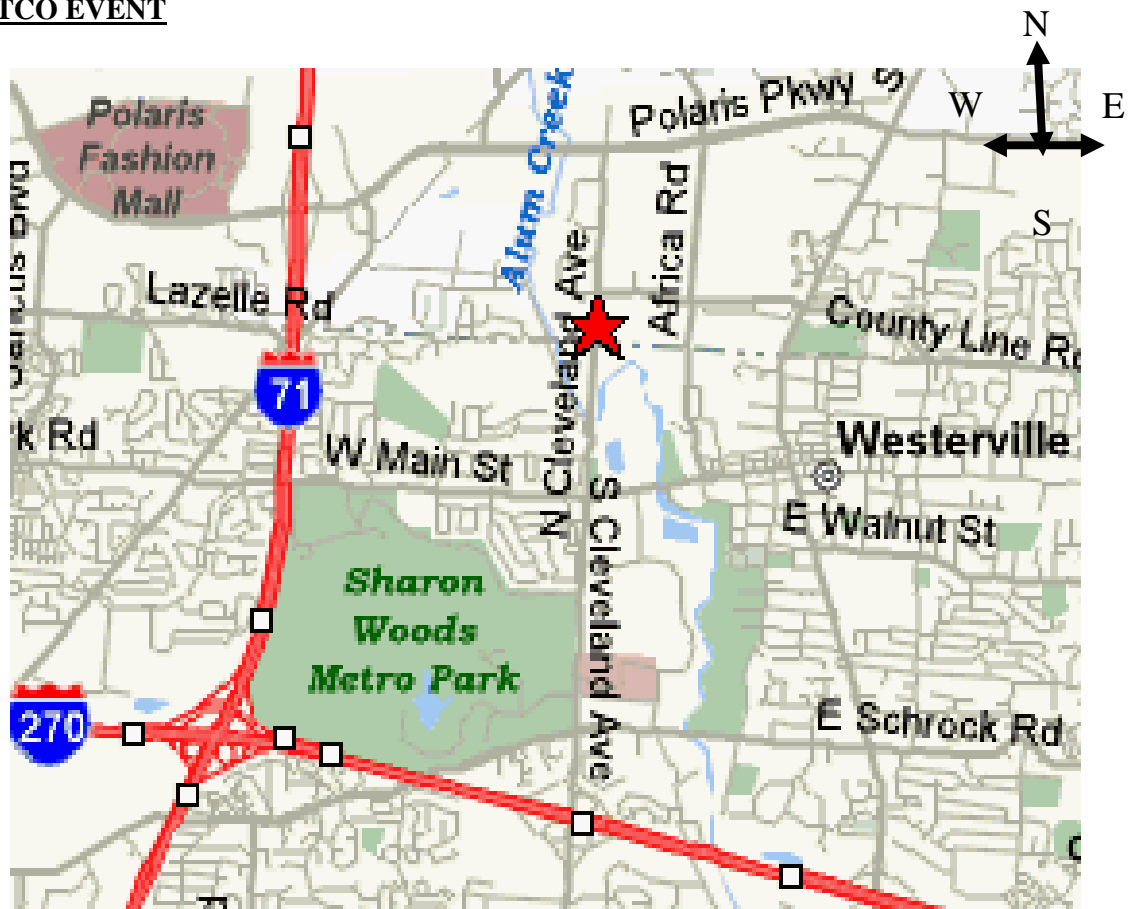 TCO EVENT
N
W
E
S
Polaris
Fashion
Mall
Alum Creek
Polaris Pkwy
S
Africa Rd
Lazelle Rd
N Cleveland Ave
County Line Rd
71
k Rd
W Main St
Westerville
S Cleveland Ave
E Walnut St
Sharon
Woods
Metro Park
270
E Schrock Rd